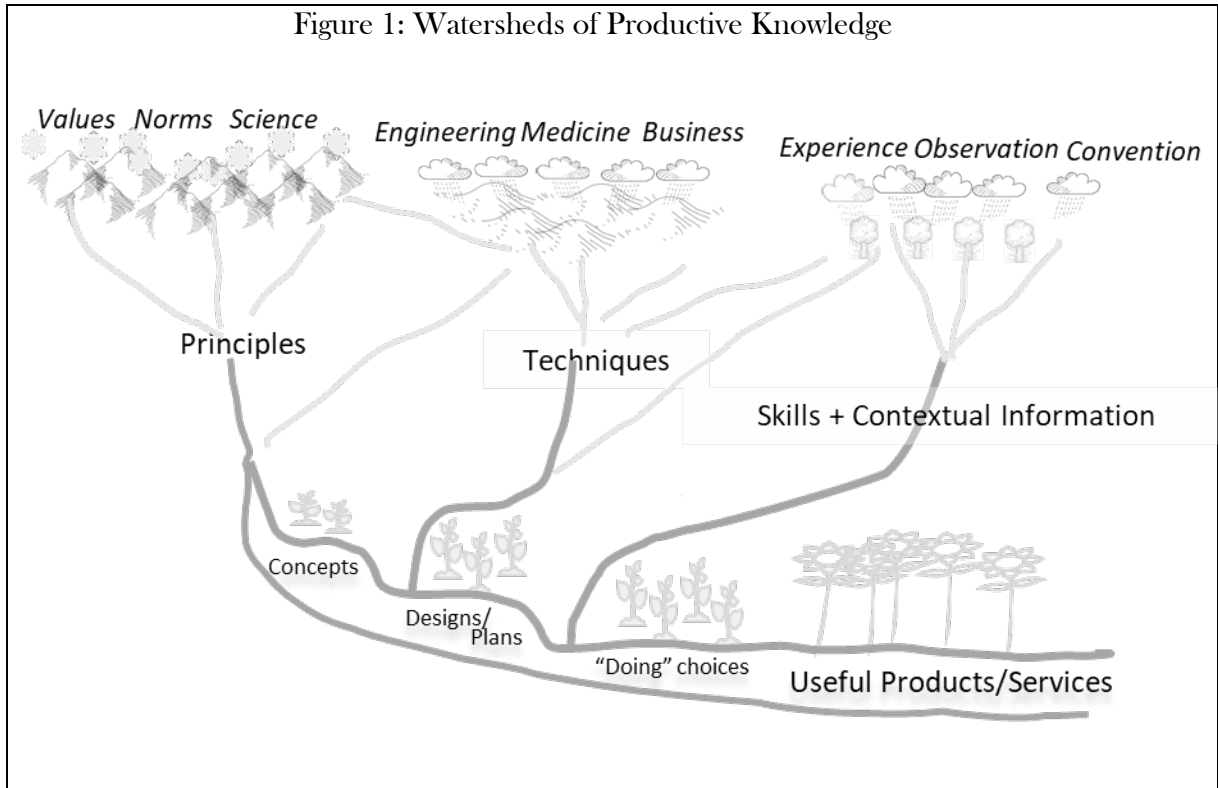 Figure 1: Watersheds of Productive Knowledge
Values Norms Science
Engineering Medicine Business
Experience Observation Convention
Principles
Techniques
Skills + Contextual Information
Concepts
Designs/
Plans
“Doing” choices
Useful Products/Services